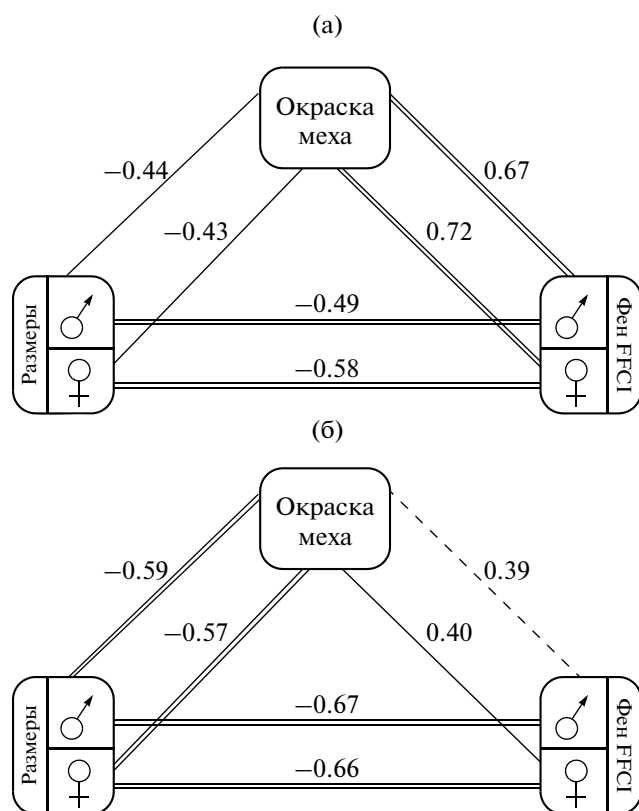 (а)
Окраска
меха
−0.44
0.67
−0.43
0.72
Размеры
−0.49
−0.58
Фен FFCI
(б)
Окраска
меха
−0.59
0.39
−0.57
0.40
Размеры
−0.67
−0.66
Фен FFCI